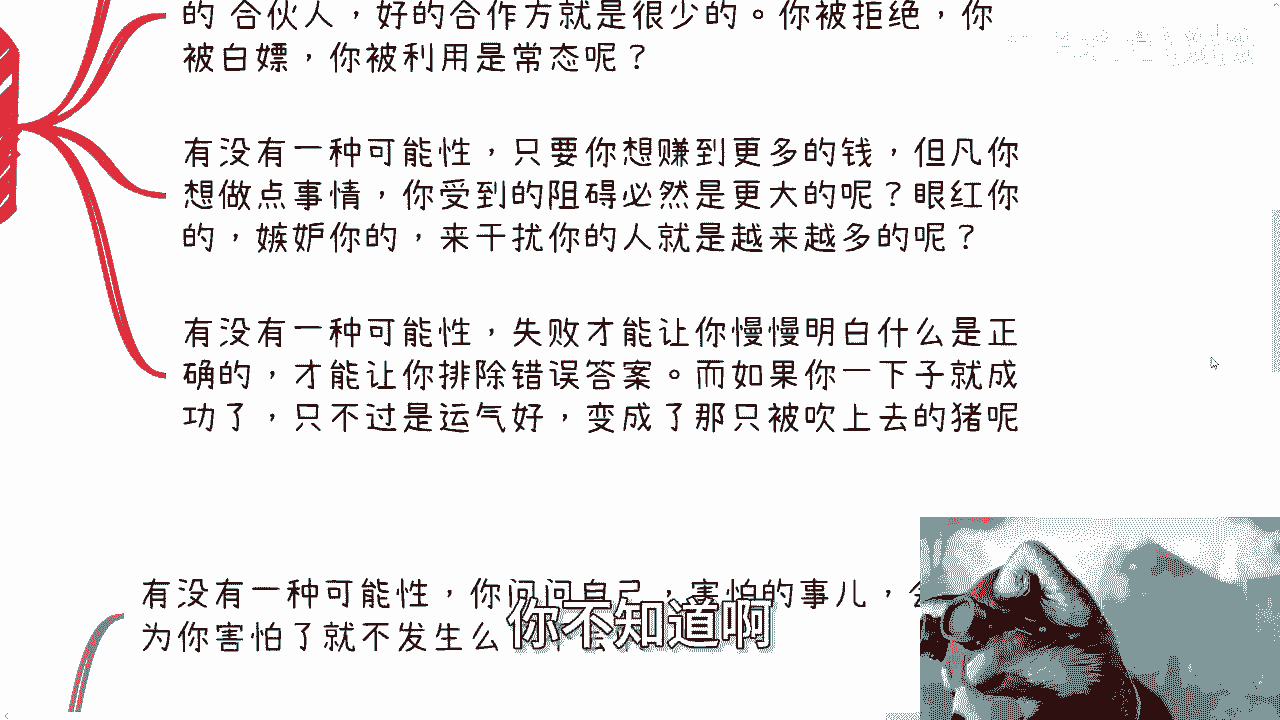 的 合伙人，好的合作方就是很少的。你被拒绝，你
被白嫖，你被利用是常态呢？
有没有一种可能性，只要你想赚到更多的钱，但凡你
想做点事情，你受到的阻碍必然是更大的呢？眼红你
的，嫉妒你的，来干扰你的人就是越来越多的呢？
有没有一种可能性，失败才能让你慢慢明白什么是正
确的，才能让你排除错误答案。而如果你一下子就成
功了，只不过是运气好，变成了那只被吹上去的猪呢
有没有一种可能性，你问问自己，害怕的事儿，会
为你害怕了就不发生么
你不知道啊